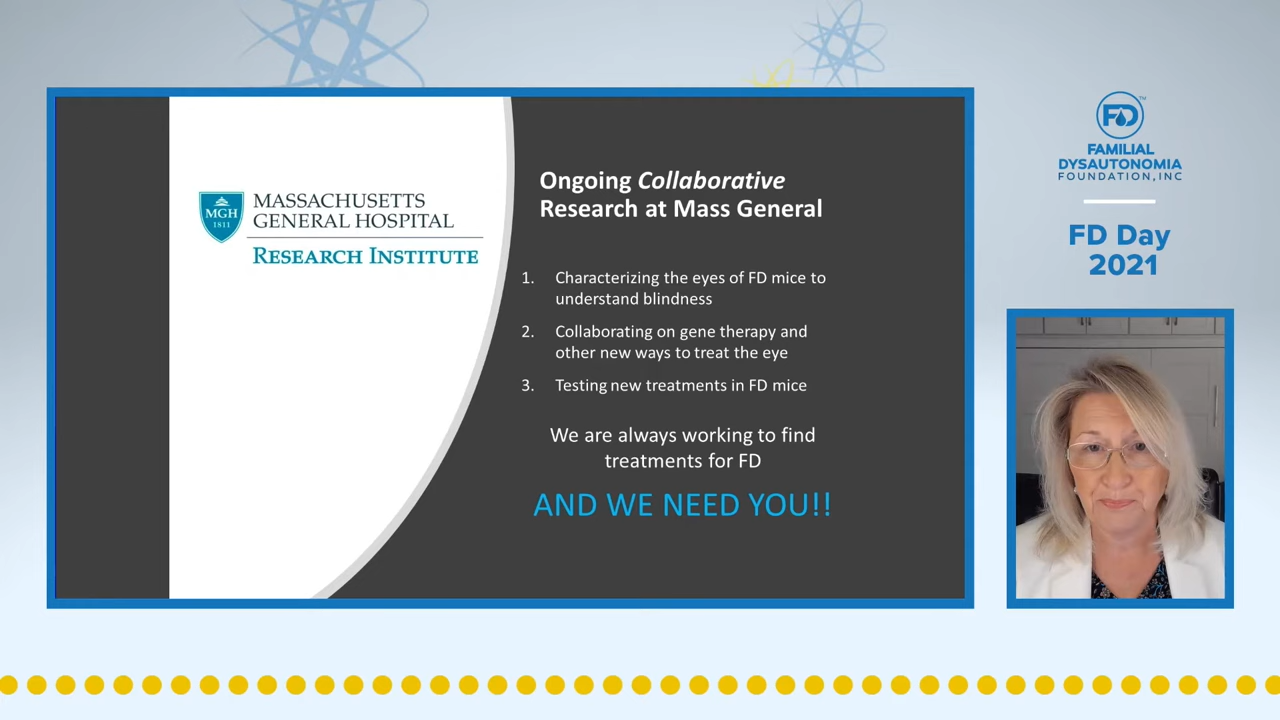 MGH
1811
MASSACHUSETTS
GENERAL HOSPITAL
RESEARCH INSTITUTE
Ongoing Collaborative
Research at Mass General
1. Characterizing the eyes of FD mice to
understand blindness
2. Collaborating on gene therapy and
other new ways to treat the eye
3. Testing new treatments in FD mice
We are always working to find
treatments for FD
AND WE NEED YOU!!
FD™
FAMILIAL
DYSAUTONOMIA
FOUNDATION, INC
FD Day
2021